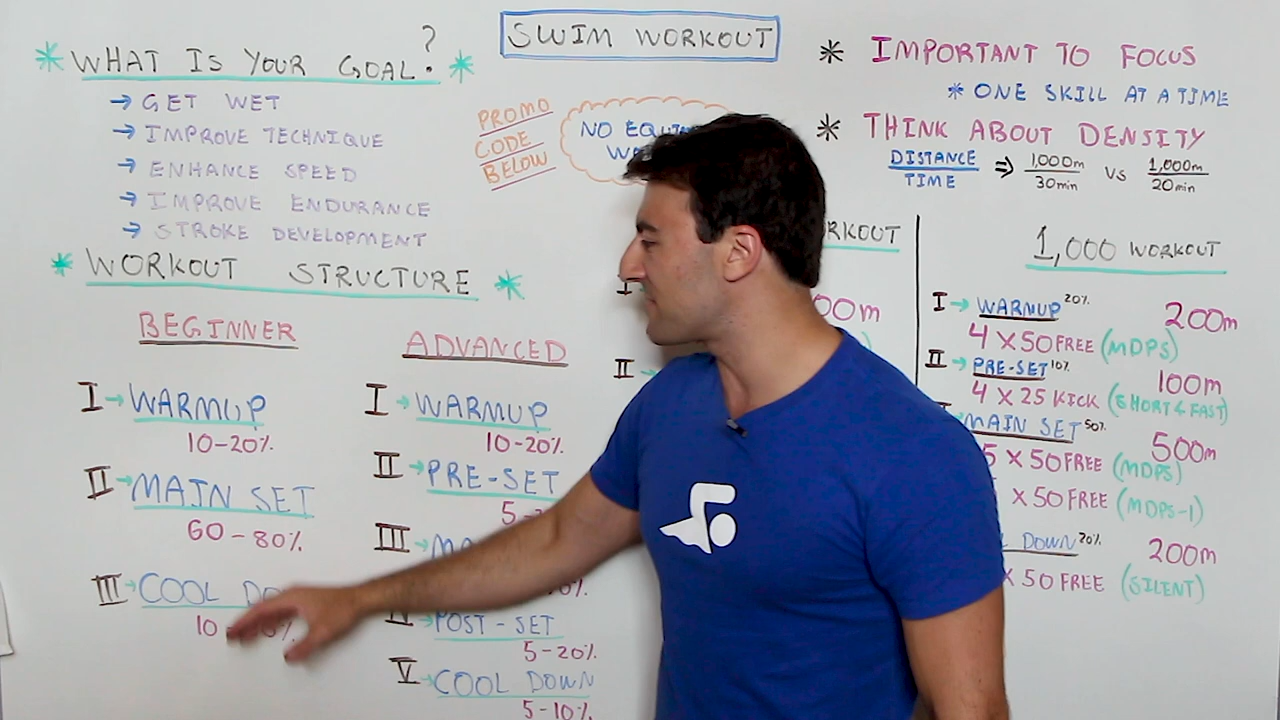 SWIM WORKOUT
* WHAT IS YOUR GOAL? *
→ GET WET
→ IMPROVE TECHNIQUE
→ ENHANCE SPEED
→ IMPROVE ENDURANCE
→ STROKE DEVELOPMENT
PROMO
CODE
BELOW
NO
* IMPORTANT TO FOCUS
* ONE SKILL AT A TIME
* THINK ABOUT DENSITY
DISTANCE / TIME ⇒ 1,000m / 30min VS 1,000m / 20min
* WORKOUT STRUCTURE *
BEGINNER
I → WARMUP
10-20%
II → MAIN SET
60-80%
III → COOL
10
ADVANCED
I → WARMUP
10-20%
II → PRE-SET
5-
III →
POST-SET
5-20%
V → COOL DOWN
5-10%
I
II
1,000 WORKOUT
I → WARMUP 20% 200m
4 X 50 FREE (MDPS)
II → PRE-SET 10% 100m
4 X 25 KICK (SHORT & FAST)
MAIN SET 50% 500m
5 X 50 FREE (MDPS)
X 50 FREE (MDPS-1)
DOWN 20% 200m
X 50 FREE (SILENT)